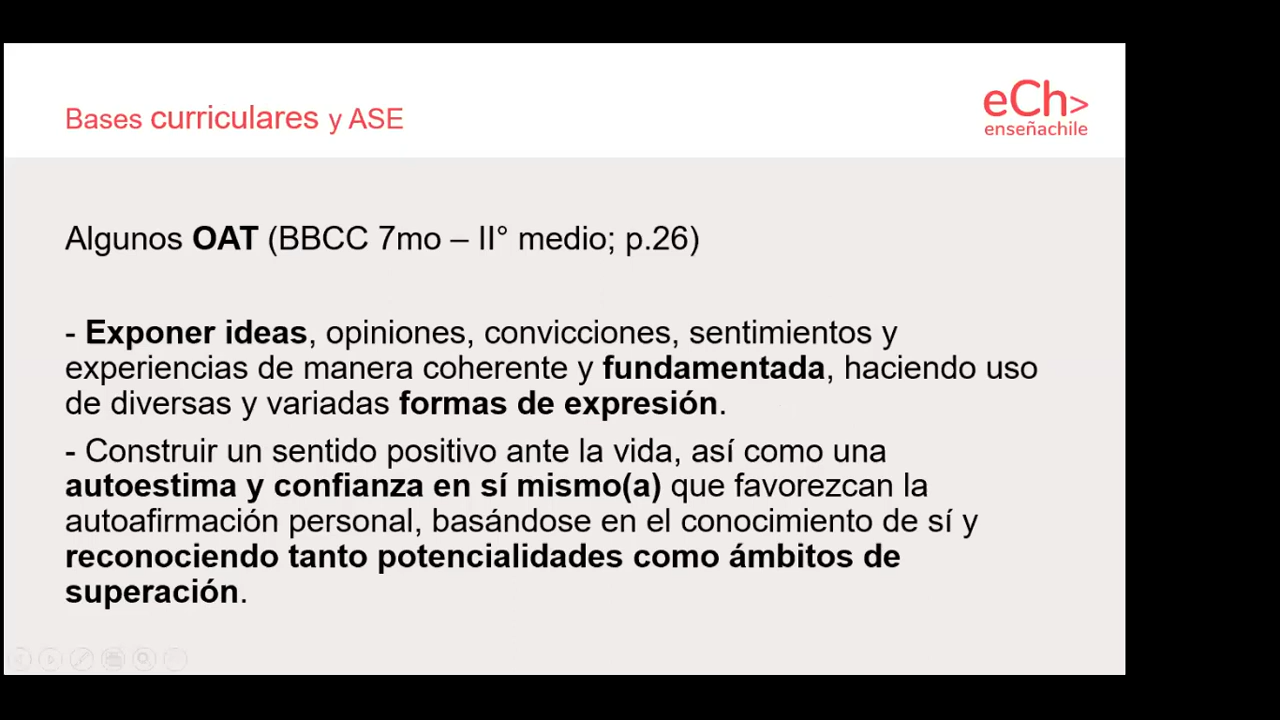 Bases curriculares y ASE
eCh>
enseñachile
Algunos OAT (BBCC 7mo – II° medio; p.26)
- Exponer ideas, opiniones, convicciones, sentimientos y
experiencias de manera coherente y fundamentada, haciendo uso
de diversas y variadas formas de expresión.
- Construir un sentido positivo ante la vida, así como una
autoestima y confianza en sí mismo(a) que favorezcan la
autoafirmación personal, basándose en el conocimiento de sí y
reconociendo tanto potencialidades como ámbitos de
superación.